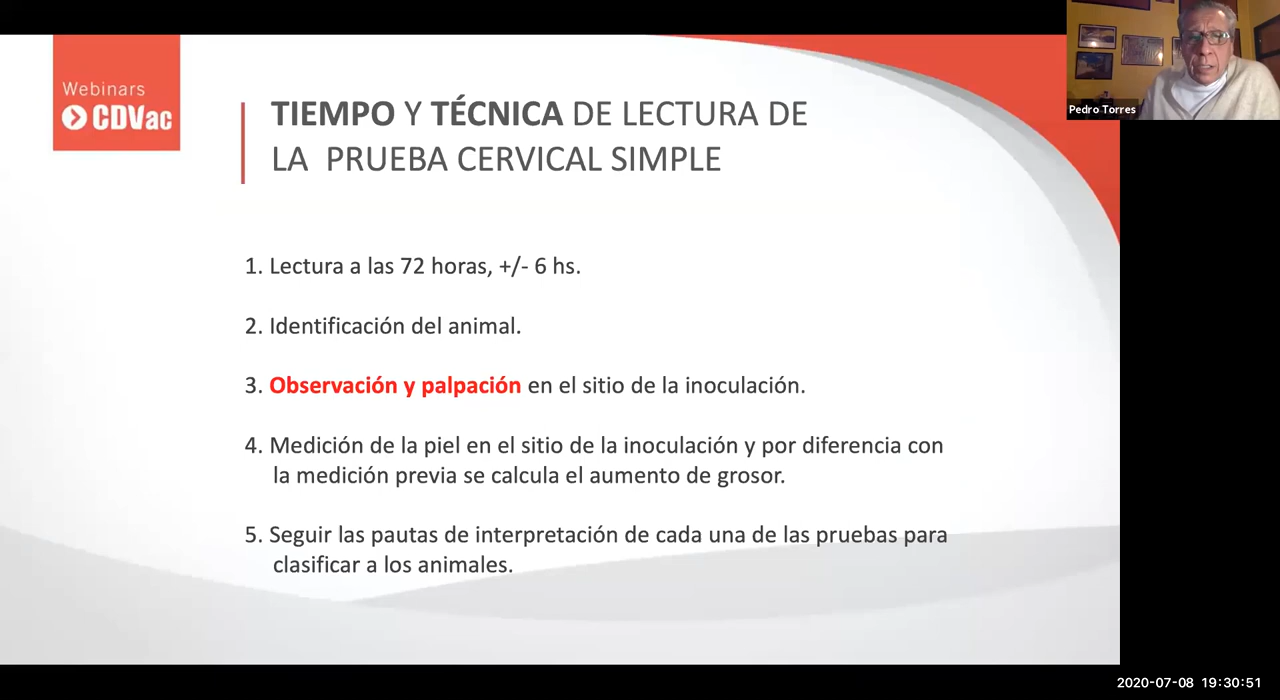 Webinars
CDVac
TIEMPO Y TÉCNICA DE LECTURA DE
LA PRUEBA CERVICAL SIMPLE
Pedro Torres
1. Lectura a las 72 horas, +/- 6 hs.
2. Identificación del animal.
3. Observación y palpación en el sitio de la inoculación.
4. Medición de la piel en el sitio de la inoculación y por diferencia con
la medición previa se calcula el aumento de grosor.
5. Seguir las pautas de interpretación de cada una de las pruebas para
clasificar a los animales.
2020-07-08 19:30:51